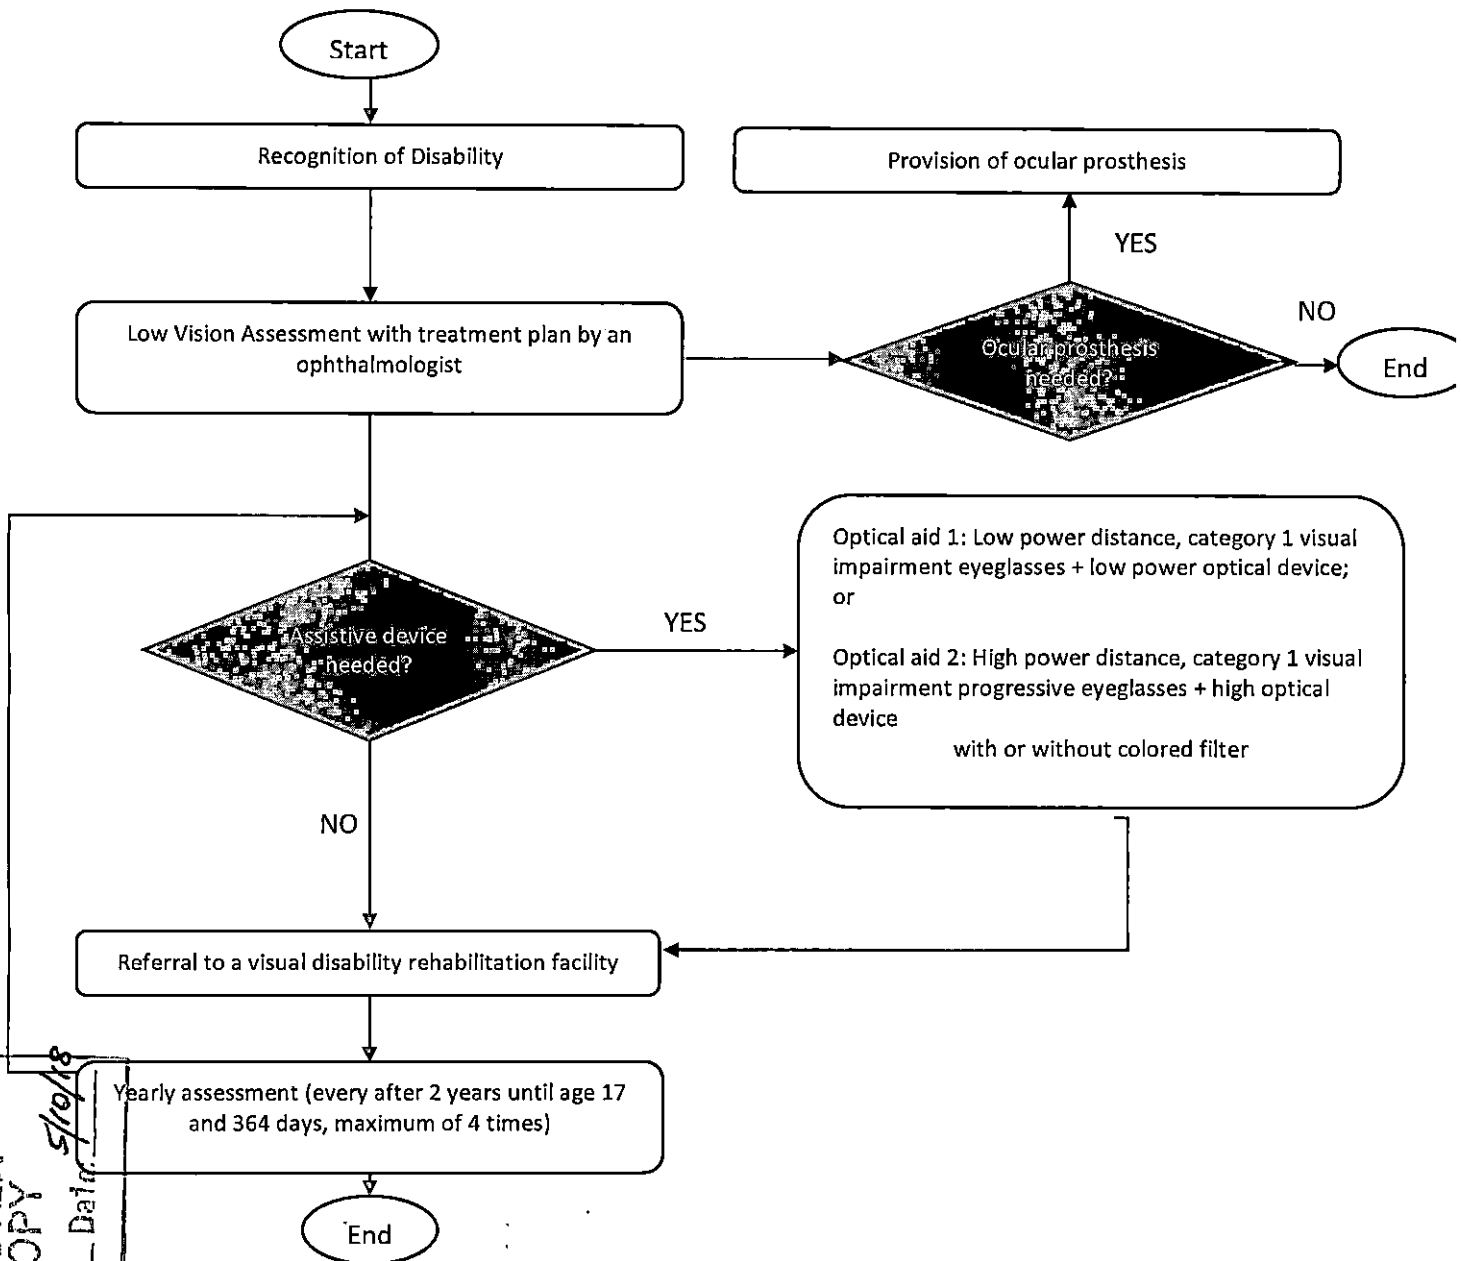 Start
Recognition of Disability
Provision of ocular prosthesis
YES
Low Vision Assessment with treatment plan by an
ophthalmologist
Ocular prosthesis
needed?
NO
End
Optical aid 1: Low power distance, category 1 visual
impairment eyeglasses + low power optical device;
or
Optical aid 2: High power distance, category 1 visual
impairment progressive eyeglasses + high optical
device
with or without colored filter
Assistive device
needed?
YES
NO
Referral to a visual disability rehabilitation facility
Yearly assessment (every after 2 years until age 17
and 364 days, maximum of 4 times)
End
Date: 5/10/18